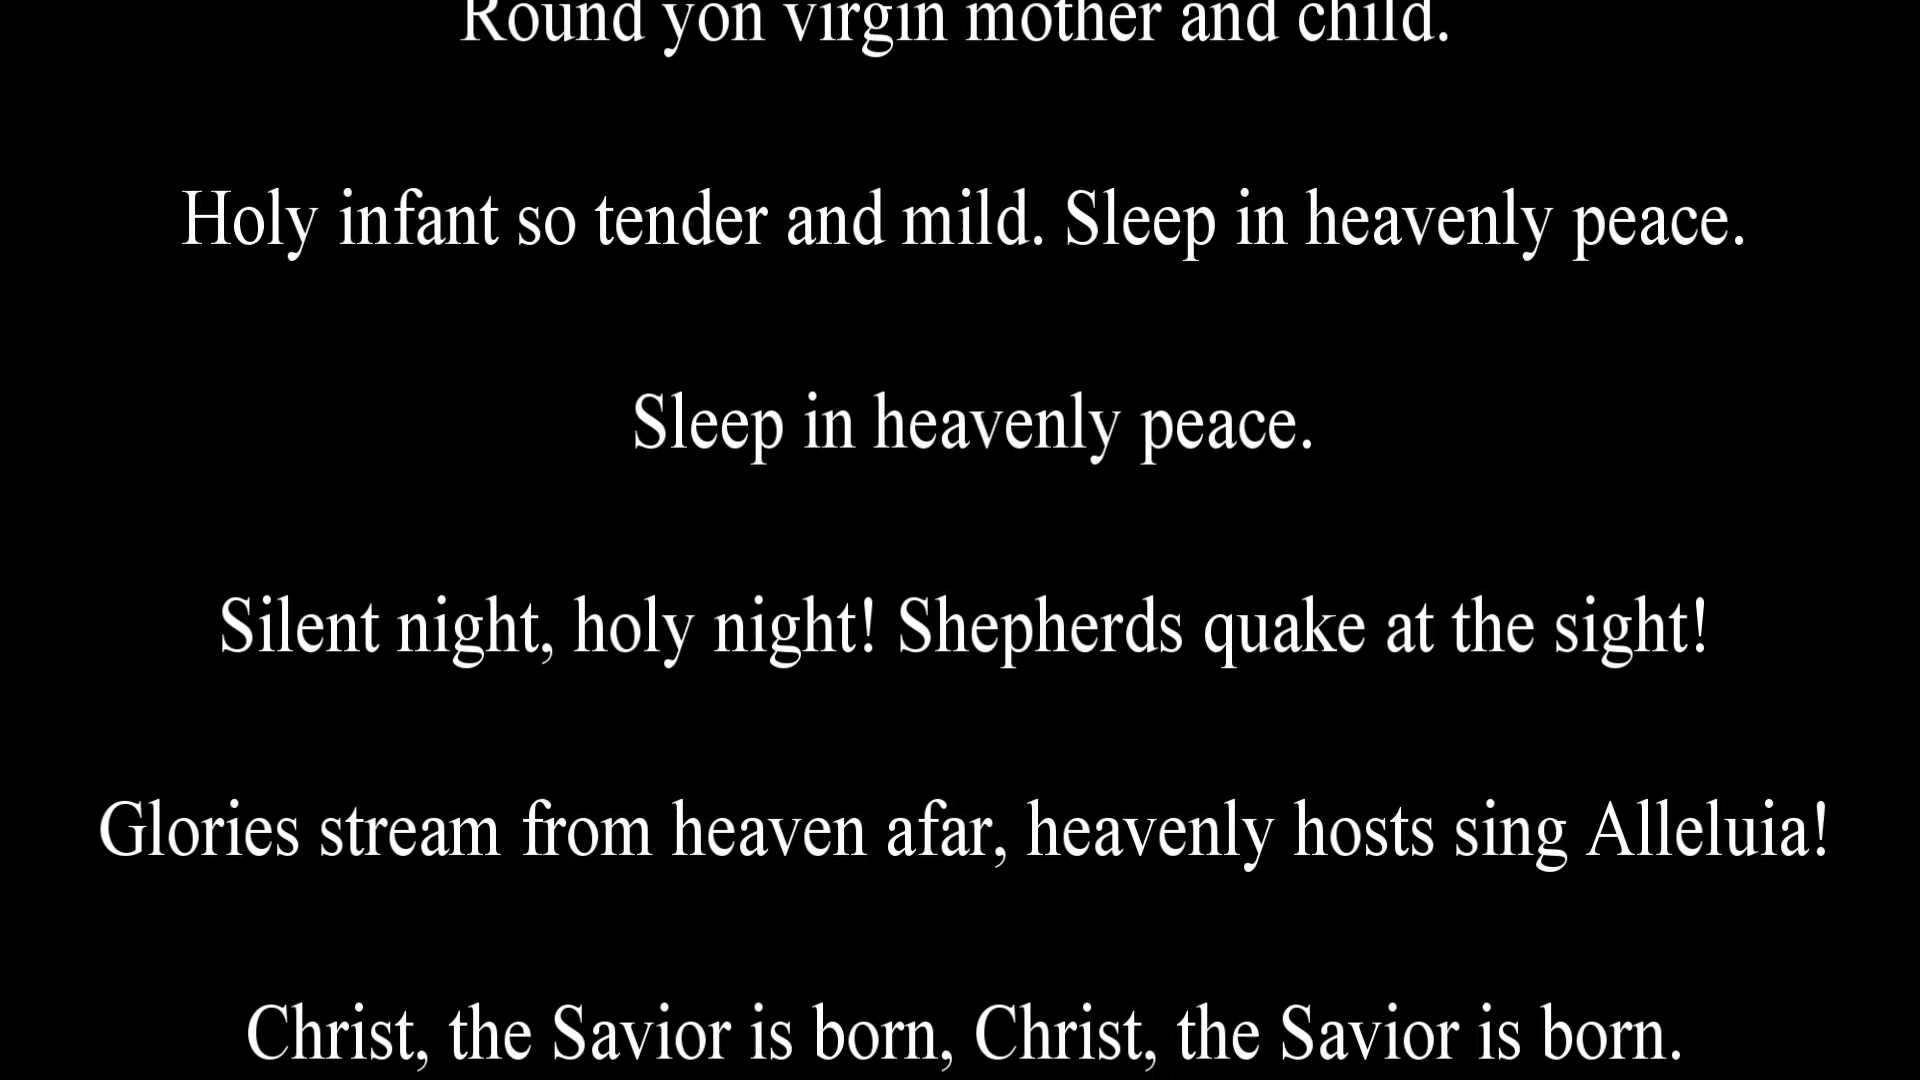 Round yon virgin mother and child.
Holy infant so tender and mild. Sleep in heavenly peace.
Sleep in heavenly peace.
Silent night, holy night! Shepherds quake at the sight!
Glories stream from heaven afar, heavenly hosts sing Alleluia!
Christ, the Savior is born, Christ, the Savior is born.